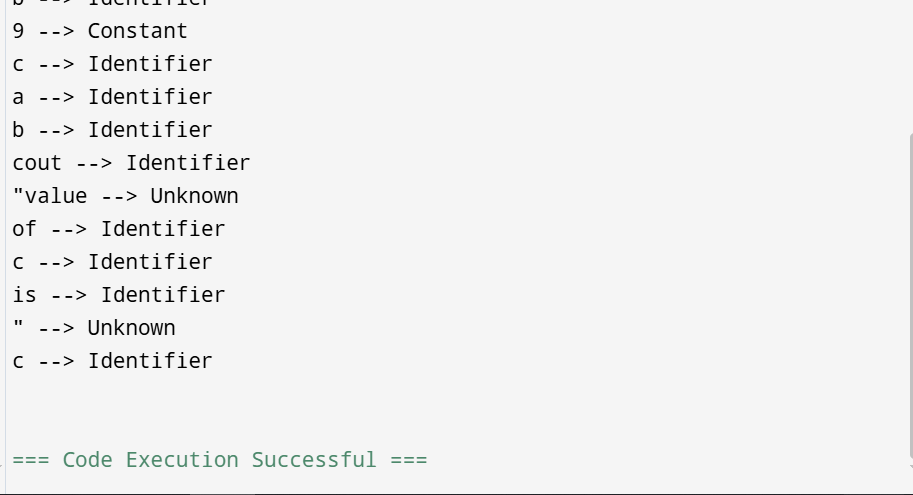 b --> Identifier
9 --> Constant
c --> Identifier
a --> Identifier
b --> Identifier
cout --> Identifier
"value --> Unknown
of --> Identifier
c --> Identifier
is --> Identifier
" --> Unknown
c --> Identifier
=== Code Execution Successful ===